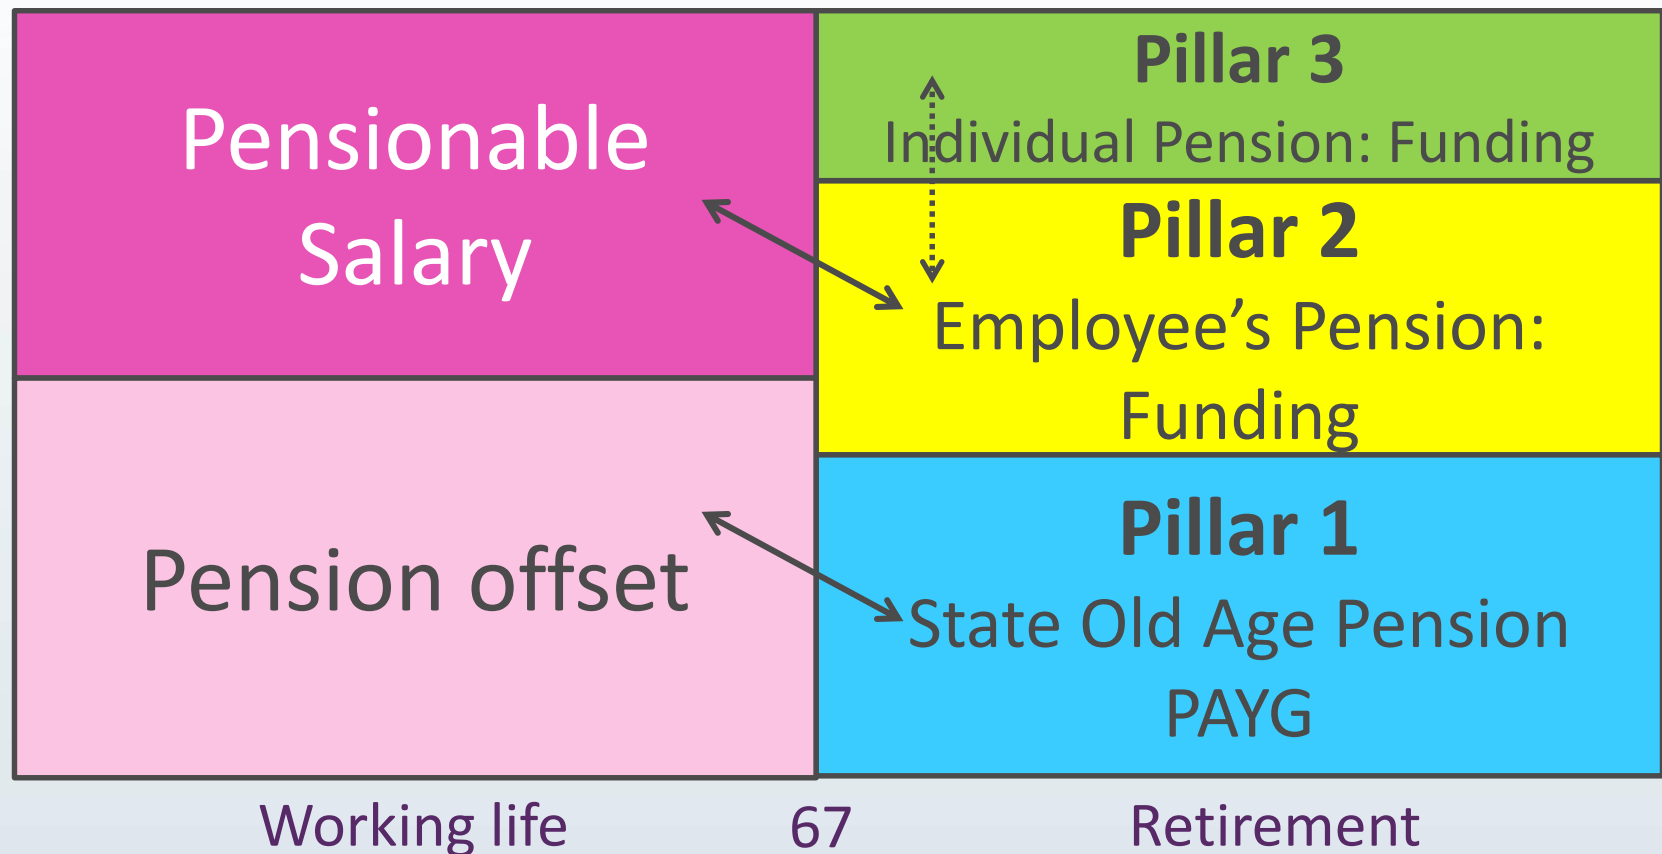 Pensionable
Salary
Pension offset
Pillar 3
Individual Pension: Funding
Pillar 2
Employee’s Pension:
Funding
Pillar 1
State Old Age Pension
PAYG
Working life
67
Retirement